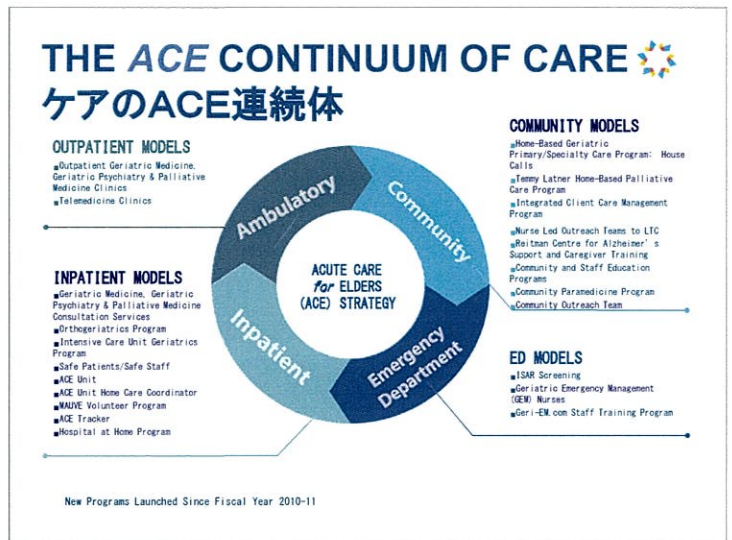 THE ACE CONTINUUM OF CARE
ケアのACE連続体
OUTPATIENT MODELS
■Outpatient Geriatric Medicine,
Geriatric Psychiatry & Palliative
Medicine Clinics
■Telemedicine Clinics
INPATIENT MODELS
■Geriatric Medicine, Geriatric
Psychiatry & Palliative Medicine
Consultation Services
■Orthogeriatrics Program
■Intensive Care Unit Geriatrics
Program
■Safe Patients/Safe Staff
■ACE Unit
■ACE Unit Home Care Coordinator
■MAUVE Volunteer Program
■ACE Tracker
■Hospital at Home Program
Ambulatory
Community
Inpatient
Emergency
Department
ACUTE CARE
for ELDERS
(ACE) STRATEGY
COMMUNITY MODELS
■Home-Based Geriatric
Primary/Specialty Care Program: House
Calls
■Temmy Latner Home-Based Palliative
Care Program
■Integrated Client Care Management
Program
■Nurse Led Outreach Teams to LTC
■Reitman Centre for Alzheimer's
Support and Caregiver Training
■Community and Staff Education
Programs
■Community Paramedicine Program
■Community Outreach Team
ED MODELS
■ISAR Screening
■Geriatric Emergency Management
(GEM) Nurses
■Geri-EM.com Staff Training Program
New Programs Launched Since Fiscal Year 2010-11